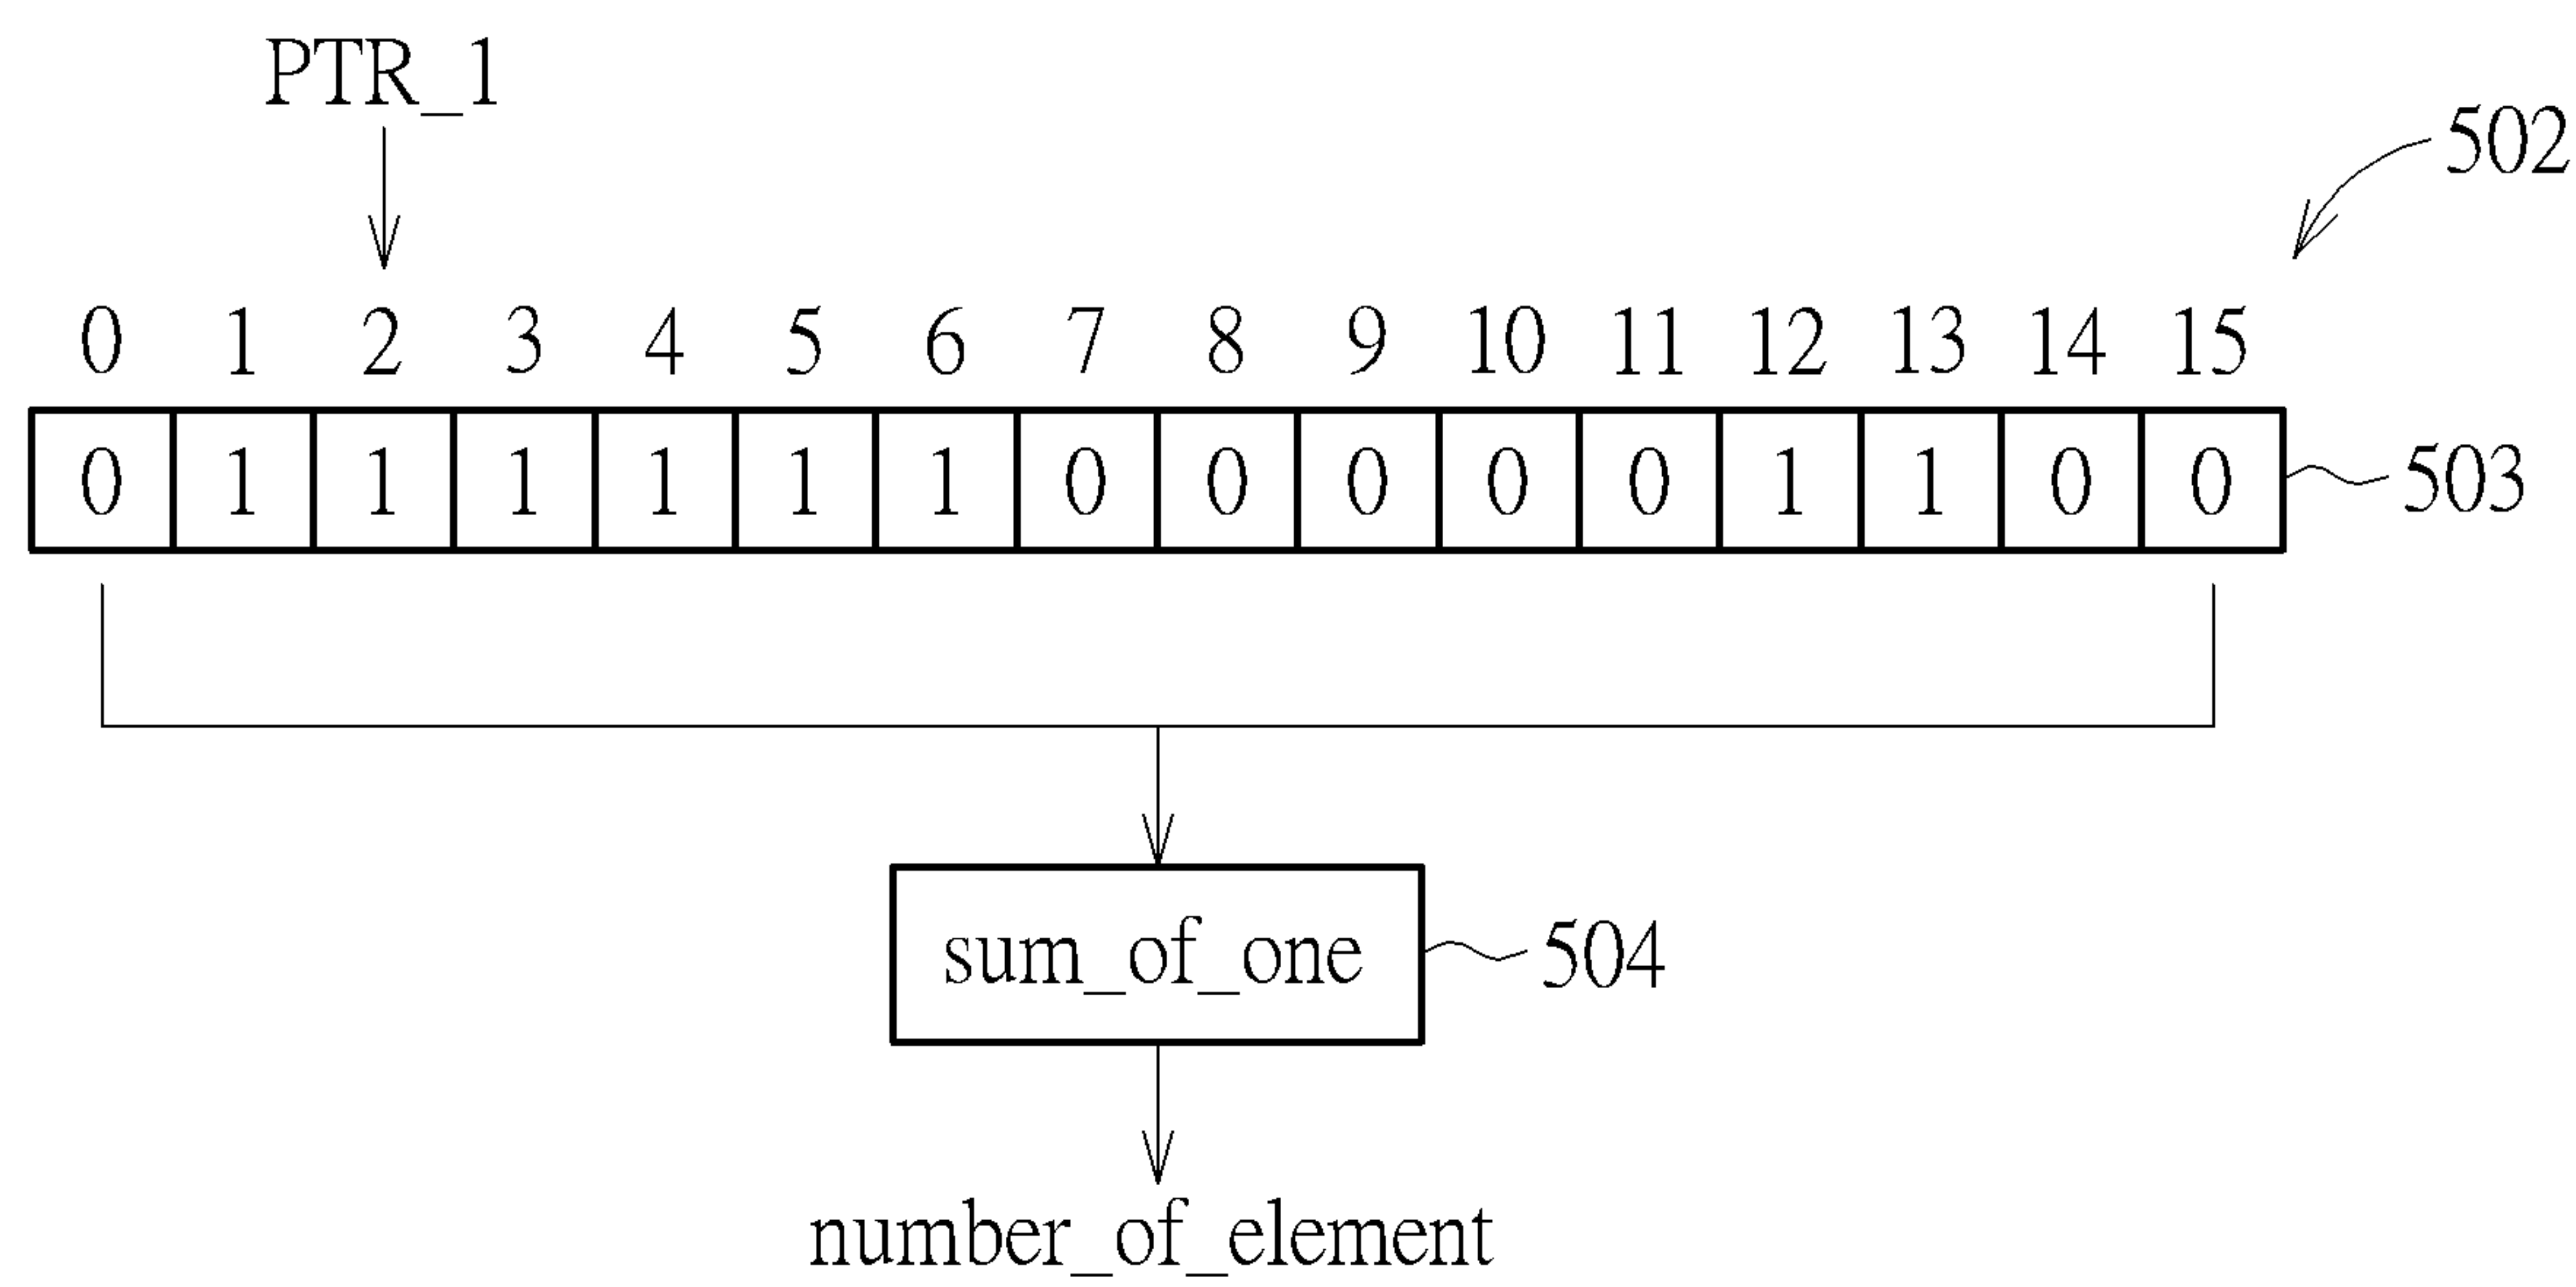 PTR_1
502
0 1 2 3 4 5 6 7 8 9 10 11 12 13 14 15
0 1 1 1 1 1 1 0 0 0 0 0 1 1 0 0 503
sum_of_one 504
number_of_element